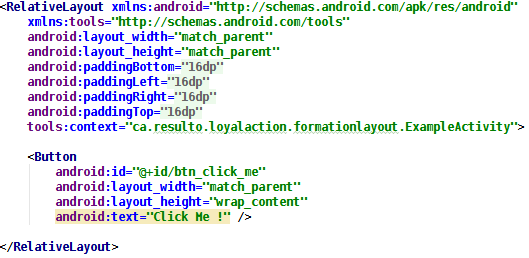 <RelativeLayout xmlns:android="http://schemas.android.com/apk/res/android"
    xmlns:tools="http://schemas.android.com/tools"
    android:layout_width="match_parent"
    android:layout_height="match_parent"
    android:paddingBottom="16dp"
    android:paddingLeft="16dp"
    android:paddingRight="16dp"
    android:paddingTop="16dp"
    tools:context="ca.resulto.loyalaction.formationlayout.ExampleActivity">

    <Button
        android:id="@+id/btn_click_me"
        android:layout_width="match_parent"
        android:layout_height="wrap_content"
        android:text="Click Me !" />

</RelativeLayout>